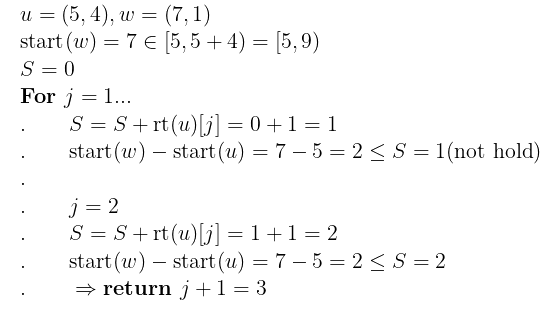 u = (5, 4), w = (7, 1)
start(w) = 7 ∈ [5, 5 + 4) = [5, 9)
S = 0
For j = 1...
. S = S + rt(u)[j] = 0 + 1 = 1
. start(w) − start(u) = 7 − 5 = 2 ≤ S = 1(not hold)
.
. j = 2
. S = S + rt(u)[j] = 1 + 1 = 2
. start(w) − start(u) = 7 − 5 = 2 ≤ S = 2
. ⇒ return j + 1 = 3